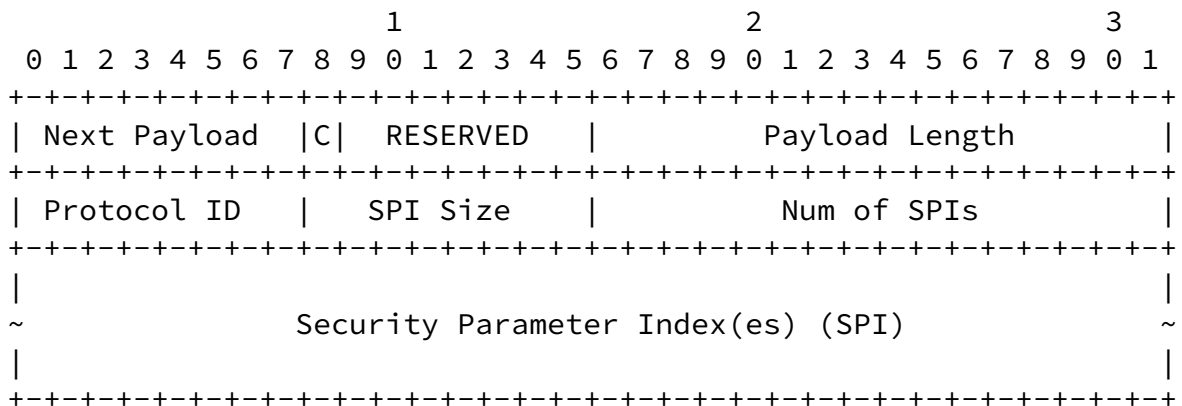 1                   2                   3
 0 1 2 3 4 5 6 7 8 9 0 1 2 3 4 5 6 7 8 9 0 1 2 3 4 5 6 7 8 9 0 1
+-+-+-+-+-+-+-+-+-+-+-+-+-+-+-+-+-+-+-+-+-+-+-+-+-+-+-+-+-+-+-+-+
| Next Payload  |C|  RESERVED   |         Payload Length        |
+-+-+-+-+-+-+-+-+-+-+-+-+-+-+-+-+-+-+-+-+-+-+-+-+-+-+-+-+-+-+-+-+
| Protocol ID   |   SPI Size    |          Num of SPIs          |
+-+-+-+-+-+-+-+-+-+-+-+-+-+-+-+-+-+-+-+-+-+-+-+-+-+-+-+-+-+-+-+-+
|                                                               |
~               Security Parameter Index(es) (SPI)              ~
|                                                               |
+-+-+-+-+-+-+-+-+-+-+-+-+-+-+-+-+-+-+-+-+-+-+-+-+-+-+-+-+-+-+-+-+